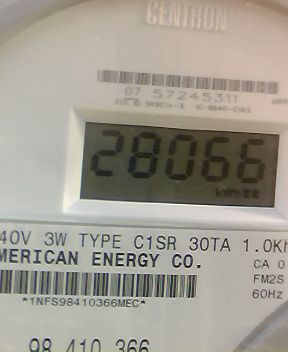 CENTRON
07 57245311
28066
kWh
40V 3W TYPE C1SR 30TA 1.0Kh
MERICAN ENERGY CO.
CA 0
FM2S
60Hz
*1NFS98410366MEC*
98 410 366